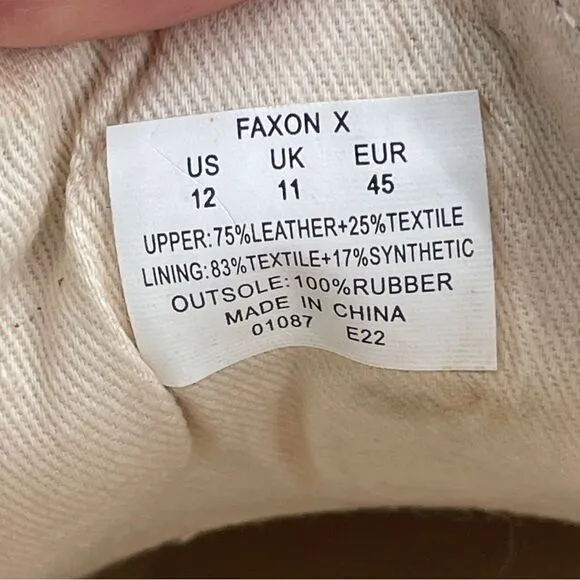 FAXON X
US UK EUR
12 11 45
UPPER:75%LEATHER+25%TEXTILE
LINING:83%TEXTILE+17%SYNTHETIC
OUTSOLE:100%RUBBER
MADE IN CHINA
01087 E22